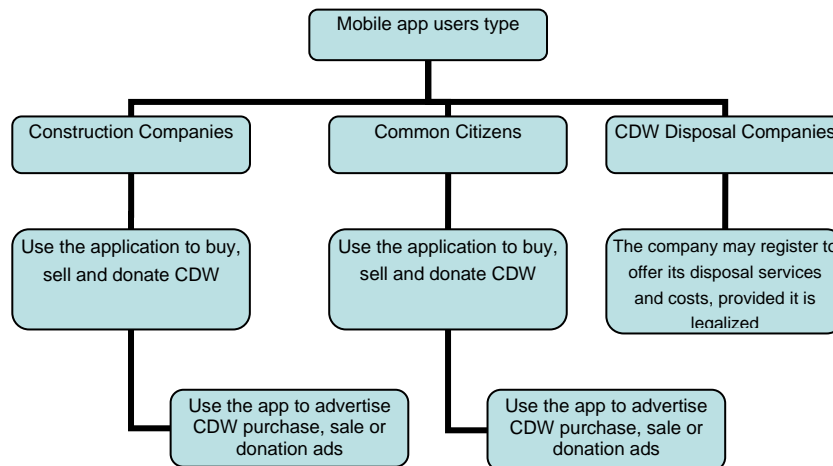 Mobile app users type
Construction Companies
Common Citizens
CDW Disposal Companies
Use the application to buy,
sell and donate CDW
Use the application to buy,
sell and donate CDW
The company may register to
offer its disposal services
and costs, provided it is
legalized
Use the app to advertise
CDW purchase, sale or
donation ads
Use the app to advertise
CDW purchase, sale or
donation ads